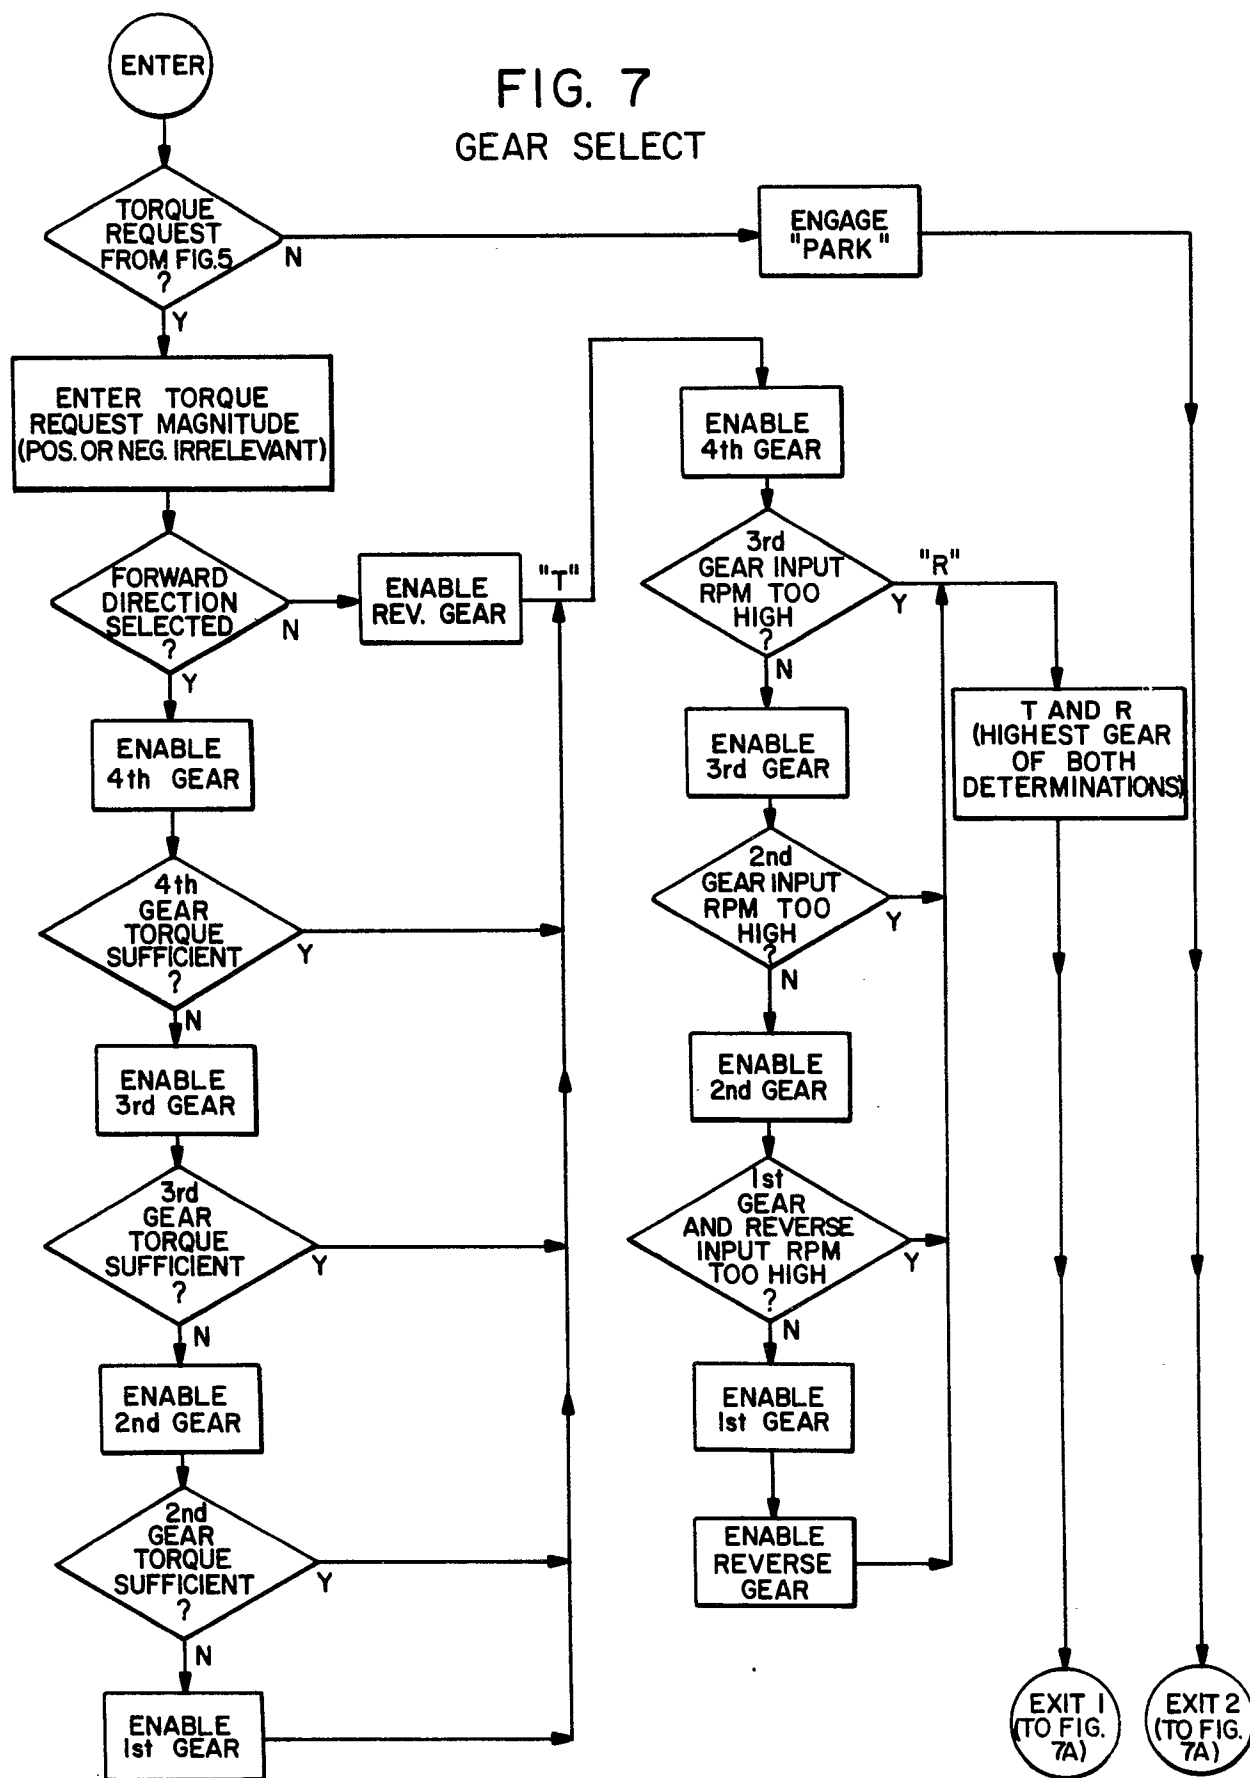 ENTER
FIG. 7
GEAR SELECT
TORQUE
REQUEST
FROM FIG.5
?
N
Y
ENGAGE
"PARK"
ENTER TORQUE
REQUEST MAGNITUDE
(POS. OR NEG. IRRELEVANT)
FORWARD
DIRECTION
SELECTED
?
N
Y
ENABLE
REV. GEAR
"T"
ENABLE
4th GEAR
4th
GEAR
TORQUE
SUFFICIENT
?
Y
N
ENABLE
3rd GEAR
3rd
GEAR
TORQUE
SUFFICIENT
?
Y
N
ENABLE
2nd GEAR
2nd
GEAR
TORQUE
SUFFICIENT
?
Y
N
ENABLE
1st GEAR
ENABLE
4th GEAR
3rd
GEAR INPUT
RPM TOO
HIGH
?
Y
N
"R"
ENABLE
3rd GEAR
2nd
GEAR INPUT
RPM TOO
HIGH
?
Y
N
ENABLE
2nd GEAR
1st
GEAR
AND REVERSE
INPUT RPM
TOO HIGH
?
Y
N
ENABLE
1st GEAR
ENABLE
REVERSE
GEAR
T AND R
(HIGHEST GEAR
OF BOTH
DETERMINATIONS)
EXIT 1
(TO FIG.
7A)
EXIT 2
(TO FIG.
7A)